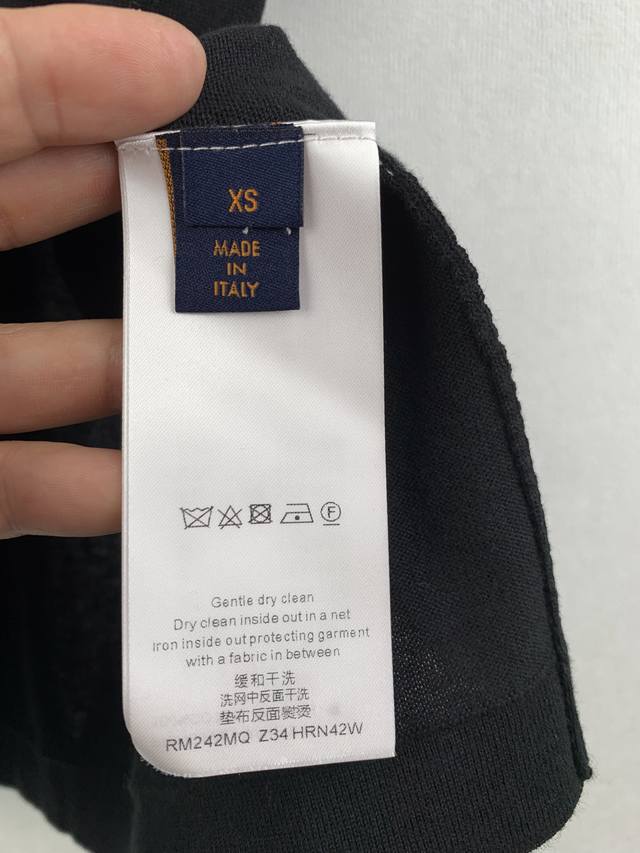 XS
MADE
IN
ITALY
F
Gentle dry clean
Dry clean inside out in a net
Iron inside out protecting garment
with a fabric in between
缓和干洗
洗网中反面干洗
垫布反面熨烫
RM242MQ Z34 HRN42W